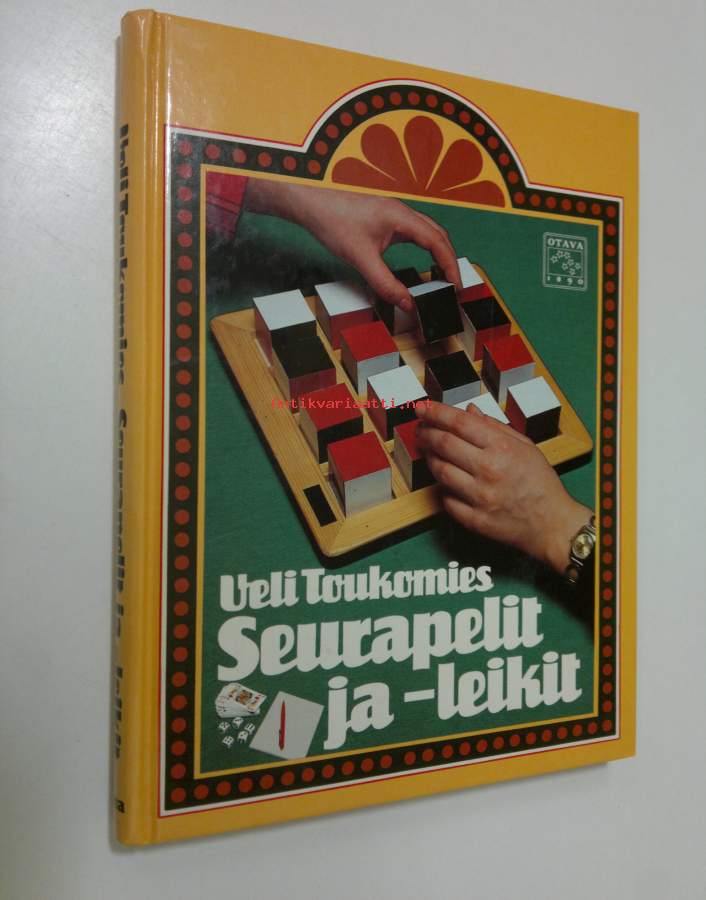 OTAVA
1890
antikvariaatti.net
Veli Toukomies
Seurapelit
ja -leikit
Veli Toukomies Seurapelit ja -leikit